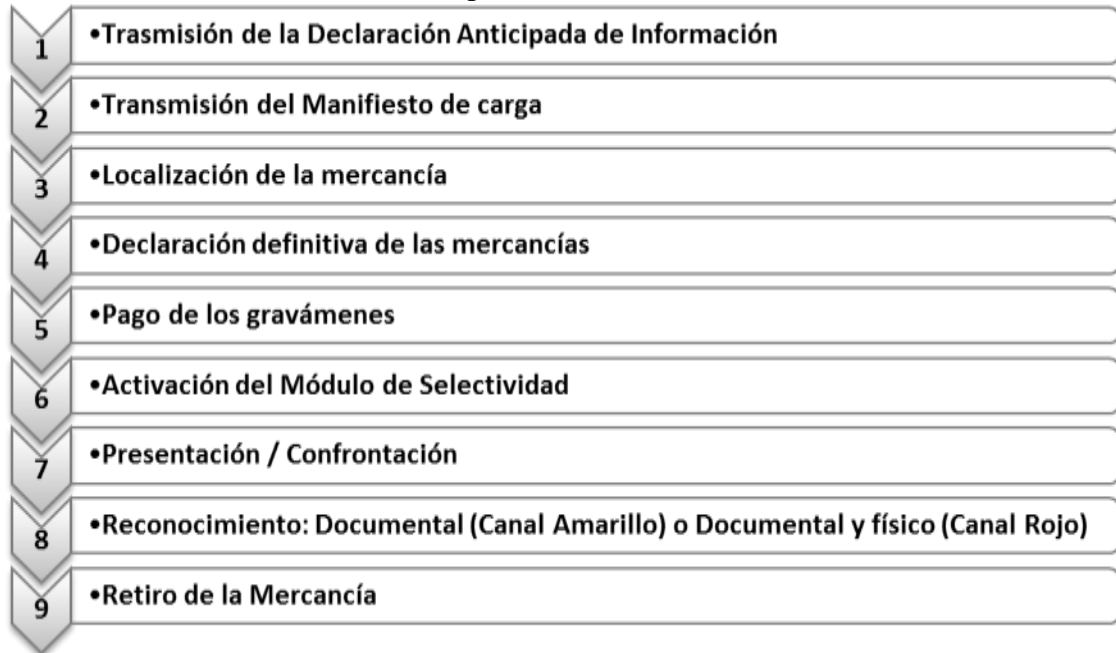 1 •Trasmisión de la Declaración Anticipada de Información
2 •Transmisión del Manifiesto de carga
3 •Localización de la mercancía
4 •Declaración definitiva de las mercancías
5 •Pago de los gravámenes
6 •Activación del Módulo de Selectividad
7 •Presentación / Confrontación
8 •Reconocimiento: Documental (Canal Amarillo) o Documental y físico (Canal Rojo)
9 •Retiro de la Mercancía